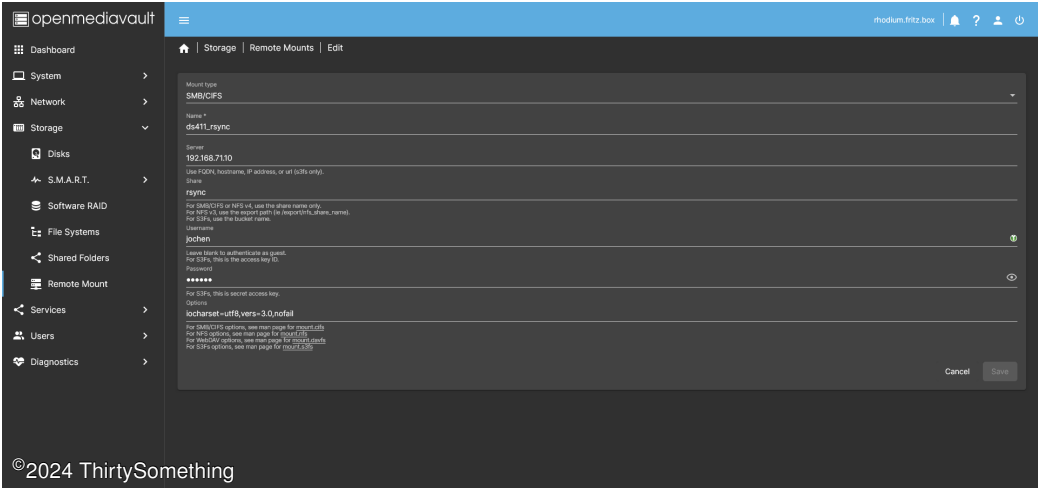 openmediavault
rhodium.fritz.box
?
Dashboard
System
Network
Storage
Disks
S.M.A.R.T.
Software RAID
File Systems
Shared Folders
Remote Mount
Services
Users
Diagnostics
Storage | Remote Mounts | Edit
Mount type
SMB/CIFS
Name *
ds411_rsync
Server
192.168.71.10
Use FQDN, hostname, IP address, or url (s3fs only).
Share
rsync
For SMB/CIFS or NFS v4, use the share name only.
For NFS v3, use the export path (ie /export/nfs_share_name).
For S3Fs, use the bucket name.
Username
jochen
Leave blank to authenticate as guest.
For S3Fs, this is the access key ID.
Password
••••••
For S3Fs, this is secret access key.
Options
iocharset=utf8,vers=3.0,nofail
For SMB/CIFS options, see man page for mount.cifs
For NFS options, see man page for mount.nfs
For WebDAV options, see man page for mount.davfs
For S3Fs options, see man page for mount.s3fs
Cancel
Save
©2024 ThirtySomething